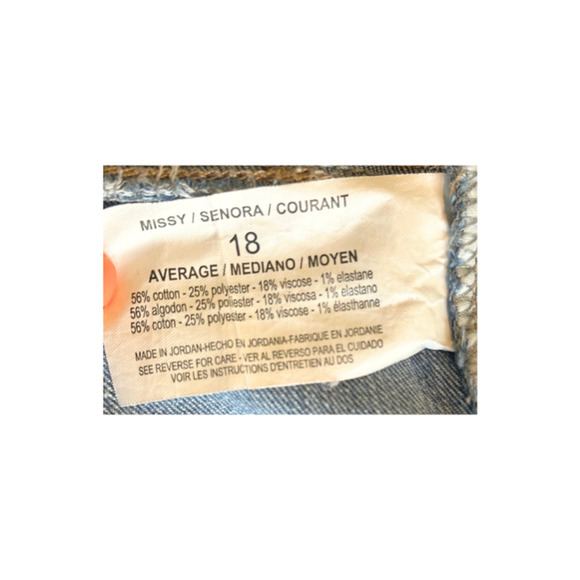 MISSY / SENORA / COURANT
18
AVERAGE / MEDIANO / MOYEN
56% cotton - 25% polyester - 18% viscose - 1% elastane
56% algodon - 25% poliester - 18% viscosa - 1% elastano
56% coton - 25% polyester - 18% viscose - 1% élasthanne
MADE IN JORDAN-HECHO EN JORDANIA-FABRIQUE EN JORDANIE
SEE REVERSE FOR CARE - VER AL REVERSO PARA EL CUIDADO
VOIR LES INSTRUCTIONS D'ENTRETIEN AU DOS